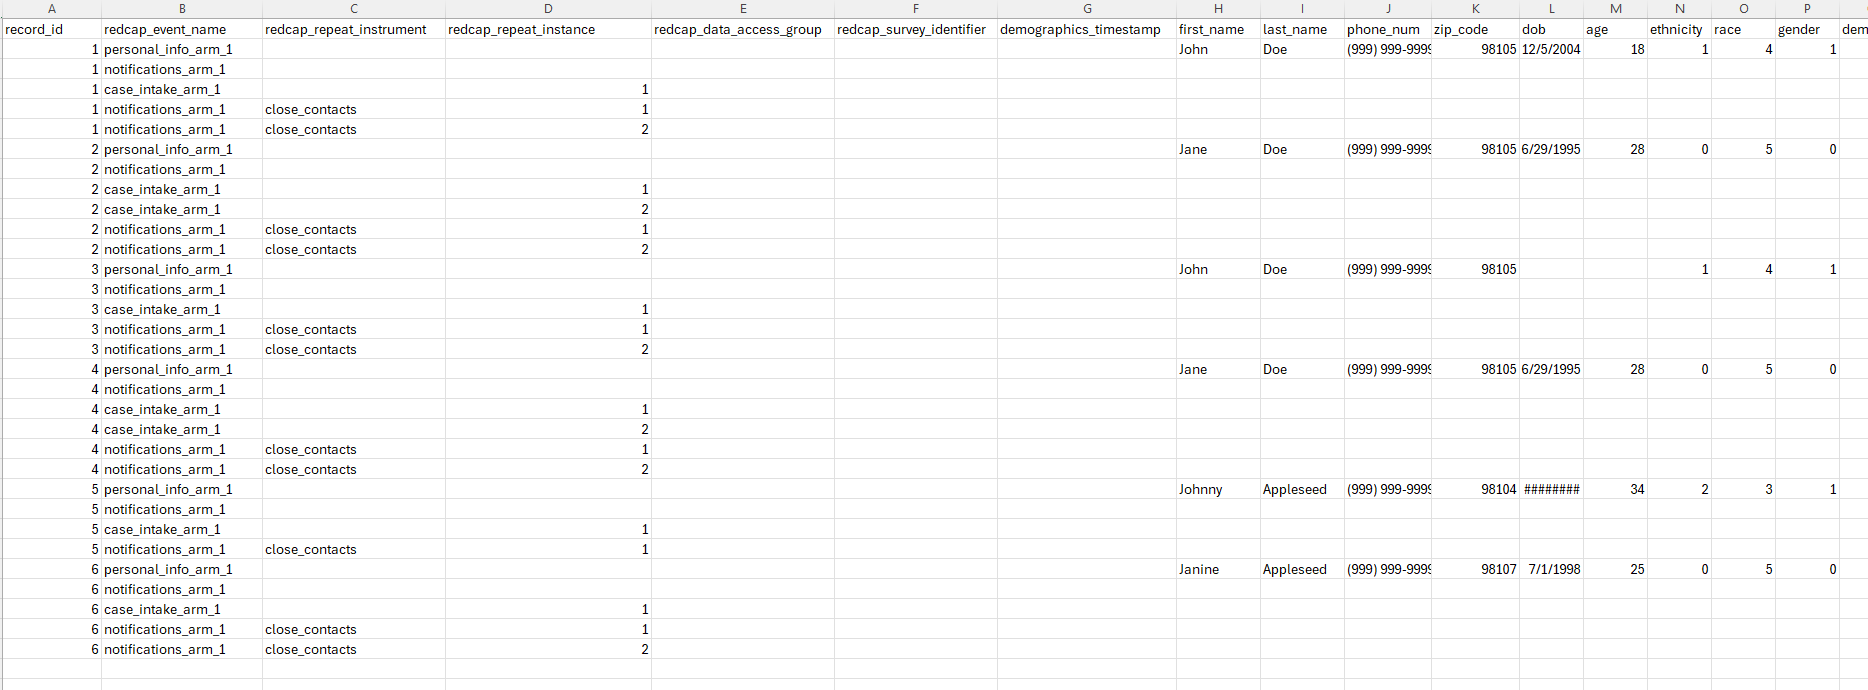 A B C D E F G H I J K L M N O P
record_id redcap_event_name redcap_repeat_instrument redcap_repeat_instance redcap_data_access_group redcap_survey_identifier demographics_timestamp first_name last_name phone_num zip_code dob age ethnicity race gender dem
1 personal_info_arm_1 John Doe (999) 999-9999 98105 12/5/2004 18 1 4 1
1 notifications_arm_1
1 case_intake_arm_1 1
1 notifications_arm_1 close_contacts 1
1 notifications_arm_1 close_contacts 2
2 personal_info_arm_1 Jane Doe (999) 999-9999 98105 6/29/1995 28 0 5 0
2 notifications_arm_1
2 case_intake_arm_1 1
2 case_intake_arm_1 2
2 notifications_arm_1 close_contacts 1
2 notifications_arm_1 close_contacts 2
3 personal_info_arm_1 John Doe (999) 999-9999 98105 1 4 1
3 notifications_arm_1
3 case_intake_arm_1 1
3 notifications_arm_1 close_contacts 1
3 notifications_arm_1 close_contacts 2
4 personal_info_arm_1 Jane Doe (999) 999-9999 98105 6/29/1995 28 0 5 0
4 notifications_arm_1
4 case_intake_arm_1 1
4 case_intake_arm_1 2
4 notifications_arm_1 close_contacts 1
4 notifications_arm_1 close_contacts 2
5 personal_info_arm_1 Johnny Appleseed (999) 999-9999 98104 ######## 34 2 3 1
5 notifications_arm_1
5 case_intake_arm_1 1
5 notifications_arm_1 close_contacts 1
6 personal_info_arm_1 Janine Appleseed (999) 999-9999 98107 7/1/1998 25 0 5 0
6 notifications_arm_1
6 case_intake_arm_1 1
6 notifications_arm_1 close_contacts 1
6 notifications_arm_1 close_contacts 2